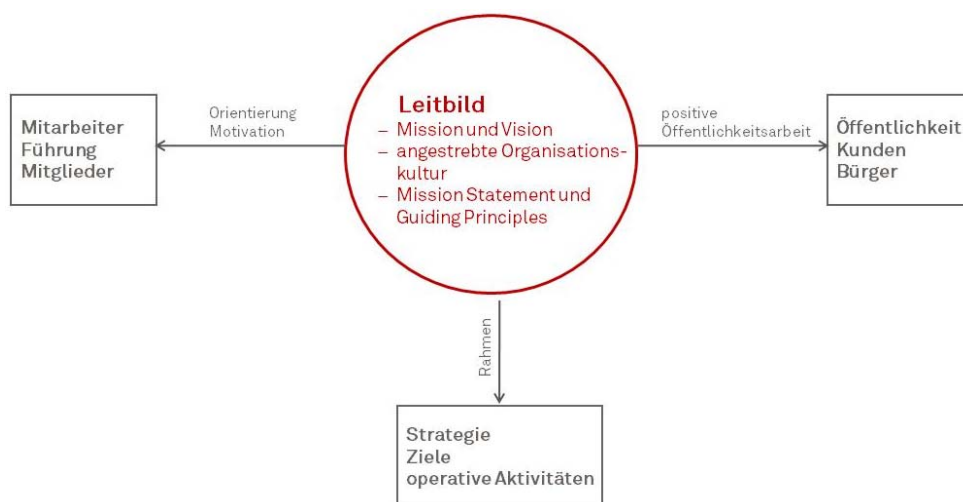 Leitbild
– Mission und Vision
– angestrebte Organisations-
kultur
– Mission Statement und
Guiding Principles
Orientierung
Motivation
Mitarbeiter
Führung
Mitglieder
positive
Öffentlichkeitsarbeit
Öffentlichkeit
Kunden
Bürger
Rahmen
Strategie
Ziele
operative Aktivitäten